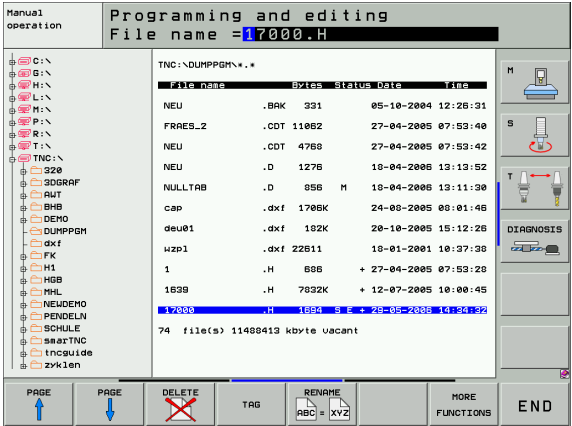 Manual
operation
Programming and editing
File name =17000.H
C:\
G:\
H:\
L:\
M:\
P:\
R:\
T:\
TNC:\
320
3DGRAF
AWT
BHB
DEMO
DUMPPGM
dxf
FK
H1
HGB
MHL
NEWDEMO
PENDELN
SCHULE
smarTNC
tncguide
zyklen
TNC:\DUMPPGM\*.*
File name Bytes Status Date Time
NEU .BAK 331 05-10-2004 12:26:31
FRAES_2 .CDT 11062 27-04-2005 07:53:40
NEU .CDT 4768 27-04-2005 07:53:42
NEU .D 1276 18-04-2006 13:13:52
NULLTAB .D 856 M 18-04-2006 13:11:30
cap .dxf 1706K 24-08-2005 08:01:46
deu01 .dxf 182K 20-10-2005 15:12:26
wzpl .dxf 22611 18-01-2001 10:37:38
1 .H 686 + 27-04-2005 07:53:28
1639 .H 7832K + 12-07-2005 10:00:45
17000 .H 1694 S E + 29-05-2006 14:34:32
74 file(s) 11488413 kbyte vacant
M
S
T
DIAGNOSIS
PAGE
PAGE
DELETE
TAG
RENAME
ABC = XYZ
MORE
FUNCTIONS
END